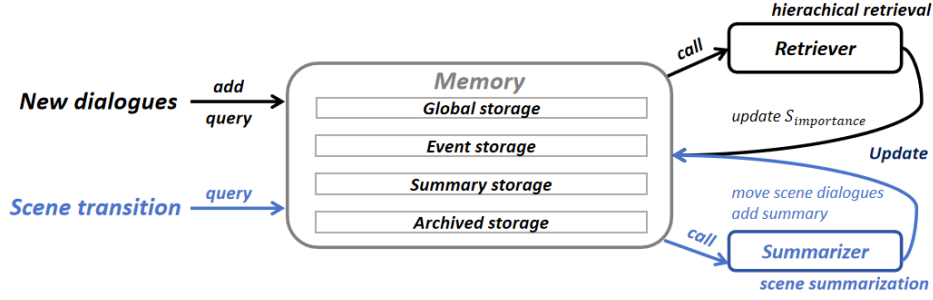 hierachical retrieval
call
Retriever
Memory
New dialogues
add
query
Global storage
update S_importance
Event storage
Update
Scene transition
query
Summary storage
move scene dialogues
add summary
Archived storage
call
Summarizer
scene summarization